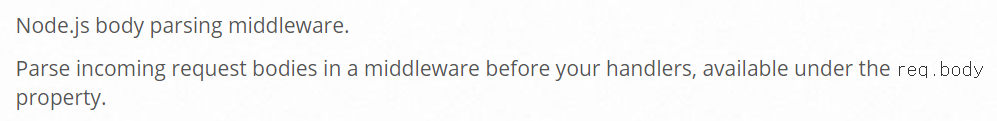 Node.js body parsing middleware.
Parse incoming request bodies in a middleware before your handlers, available under the req.body
property.